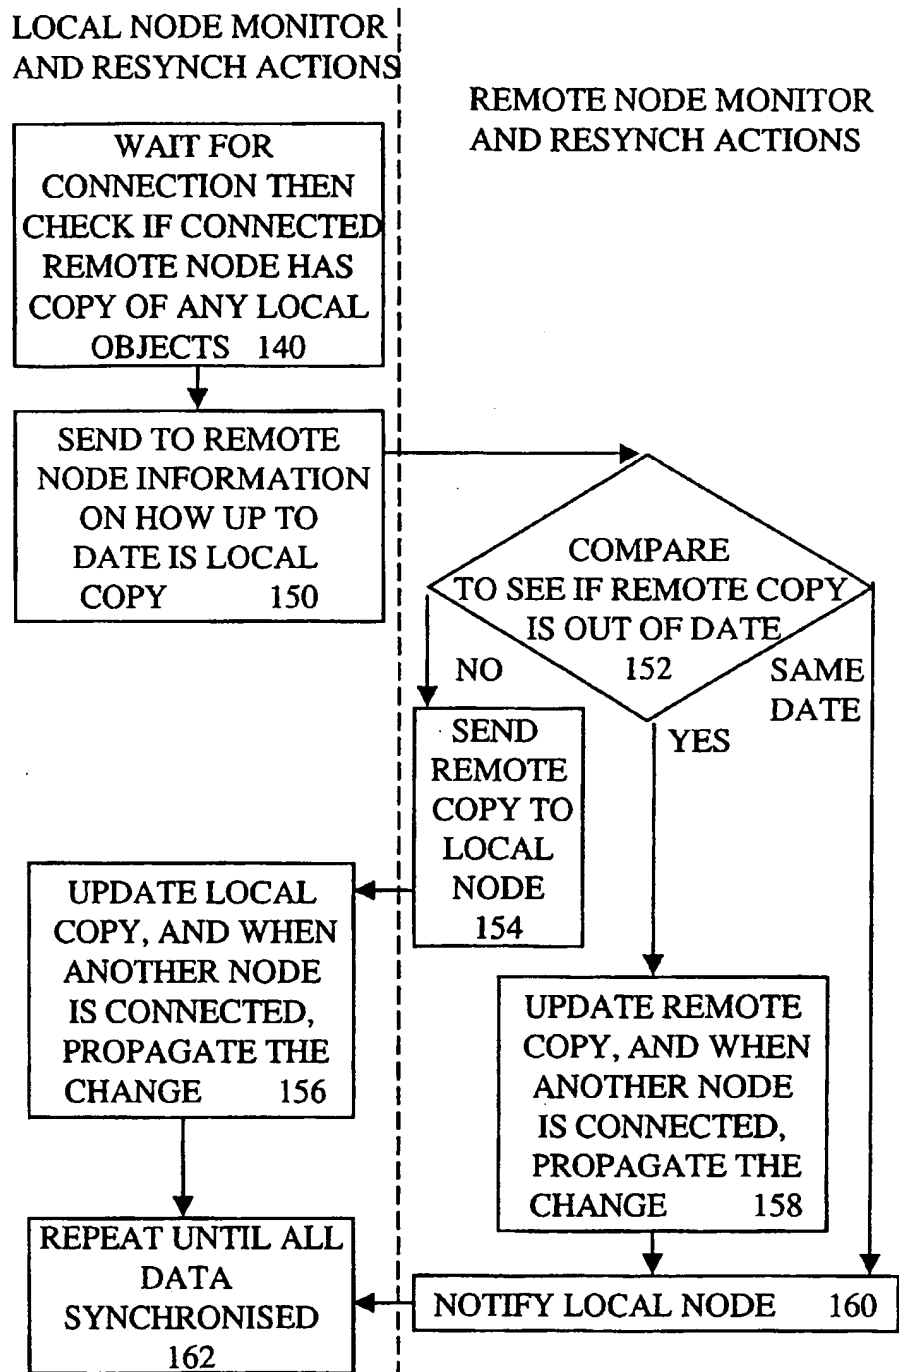 LOCAL NODE MONITOR
AND RESYNCH ACTIONS
REMOTE NODE MONITOR
AND RESYNCH ACTIONS
WAIT FOR
CONNECTION THEN
CHECK IF CONNECTED
REMOTE NODE HAS
COPY OF ANY LOCAL
OBJECTS 140
SEND TO REMOTE
NODE INFORMATION
ON HOW UP TO
DATE IS LOCAL
COPY 150
COMPARE
TO SEE IF REMOTE COPY
IS OUT OF DATE
152
NO
YES
SAME
DATE
SEND
REMOTE
COPY TO
LOCAL
NODE
154
UPDATE LOCAL
COPY, AND WHEN
ANOTHER NODE
IS CONNECTED,
PROPAGATE THE
CHANGE 156
UPDATE REMOTE
COPY, AND WHEN
ANOTHER NODE
IS CONNECTED,
PROPAGATE THE
CHANGE 158
NOTIFY LOCAL NODE 160
REPEAT UNTIL ALL
DATA
SYNCHRONISED
162